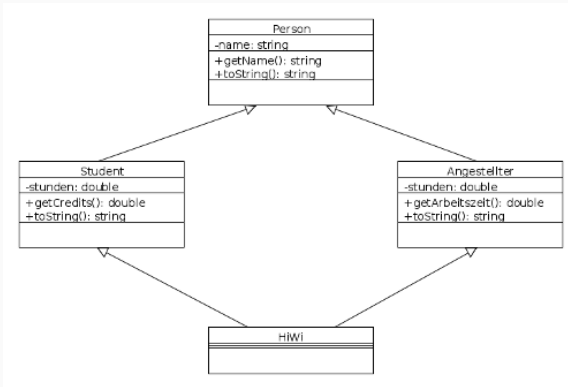 Person
-name: string
+getName(): string
+toString(): string
Student
-stunden: double
+getCredits(): double
+toString(): string
Angestellter
-stunden: double
+getArbeitszeit(): double
+toString(): string
HiWi